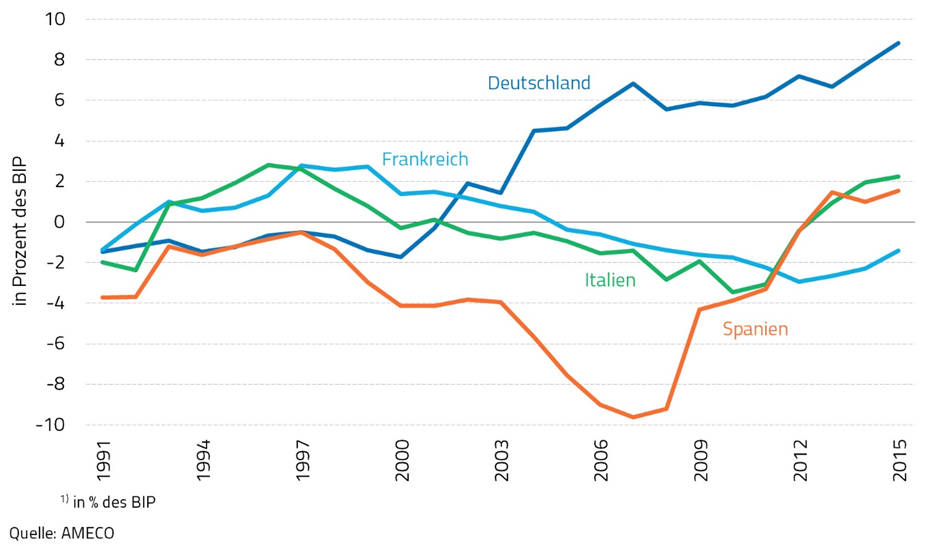 10
8
6
4
2
0
-2
-4
-6
-8
-10
in Prozent des BIP
Deutschland
Frankreich
Italien
Spanien
1991
1994
1997
2000
2003
2006
2009
2012
2015
¹⁾ in % des BIP
Quelle: AMECO